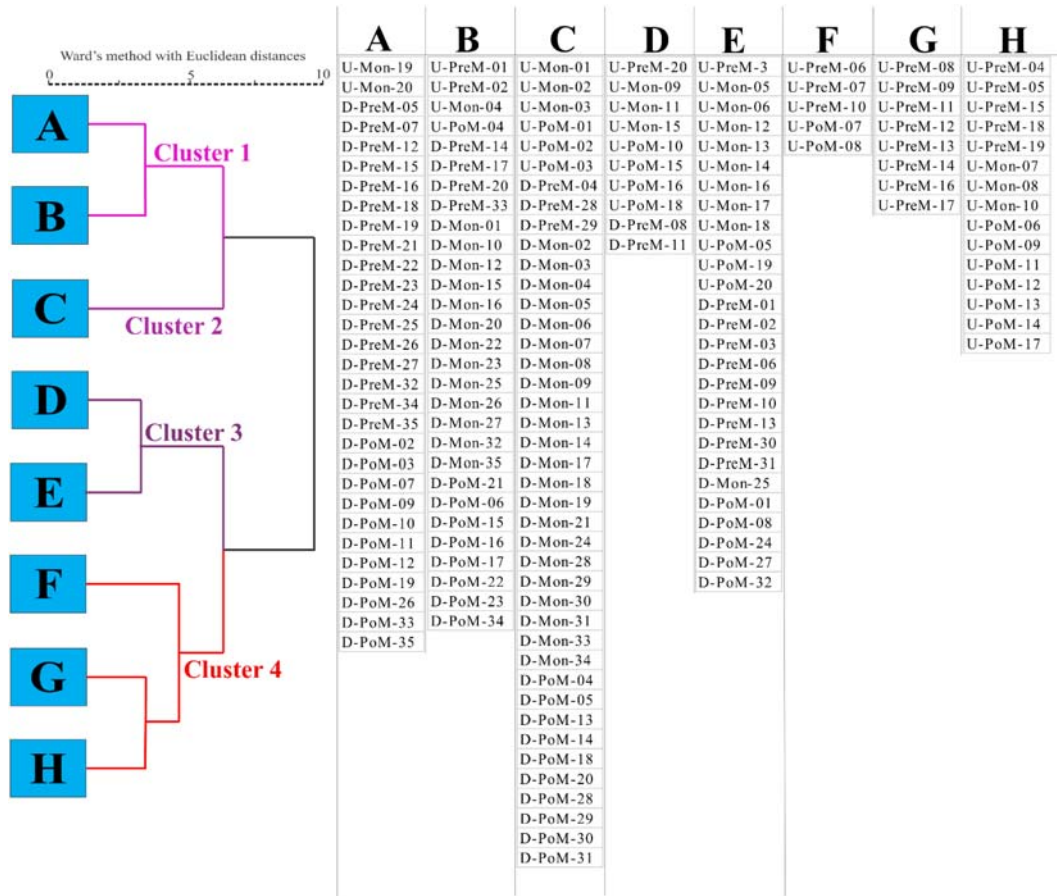 Ward's method with Euclidean distances
0 5 10
A
B
C
D
E
F
G
H
Cluster 1
Cluster 2
Cluster 3
Cluster 4
A B C D E F G H
U-Mon-19 U-PreM-01 U-Mon-01 U-PreM-20 U-PreM-3 U-PreM-06 U-PreM-08 U-PreM-04
U-Mon-20 U-PreM-02 U-Mon-02 U-Mon-09 U-Mon-05 U-PreM-07 U-PreM-09 U-PreM-05
D-PreM-05 U-Mon-04 U-Mon-03 U-Mon-11 U-Mon-06 U-PreM-10 U-PreM-11 U-PreM-15
D-PreM-07 U-PoM-04 U-PoM-01 U-Mon-15 U-Mon-12 U-PoM-07 U-PreM-12 U-PreM-18
D-PreM-12 D-PreM-14 U-PoM-02 U-PoM-10 U-Mon-13 U-PoM-08 U-PreM-13 U-PreM-19
D-PreM-15 D-PreM-17 U-PoM-03 U-PoM-15 U-Mon-14 U-PreM-14 U-Mon-07
D-PreM-16 D-PreM-20 D-PreM-04 U-PoM-16 U-Mon-16 U-PreM-16 U-Mon-08
D-PreM-18 D-PreM-33 D-PreM-28 U-PoM-18 U-Mon-17 U-PreM-17 U-Mon-10
D-PreM-19 D-Mon-01 D-PreM-29 D-PreM-08 U-Mon-18 U-PoM-06
D-PreM-21 D-Mon-10 D-Mon-02 D-PreM-11 U-PoM-05 U-PoM-09
D-PreM-22 D-Mon-12 D-Mon-03 U-PoM-19 U-PoM-11
D-PreM-23 D-Mon-15 D-Mon-04 U-PoM-20 U-PoM-12
D-PreM-24 D-Mon-16 D-Mon-05 D-PreM-01 U-PoM-13
D-PreM-25 D-Mon-20 D-Mon-06 D-PreM-02 U-PoM-14
D-PreM-26 D-Mon-22 D-Mon-07 D-PreM-03 U-PoM-17
D-PreM-27 D-Mon-23 D-Mon-08 D-PreM-06
D-PreM-32 D-Mon-25 D-Mon-09 D-PreM-09
D-PreM-34 D-Mon-26 D-Mon-11 D-PreM-10
D-PreM-35 D-Mon-27 D-Mon-13 D-PreM-13
D-PoM-02 D-Mon-32 D-Mon-14 D-PreM-30
D-PoM-03 D-Mon-35 D-Mon-17 D-PreM-31
D-PoM-07 D-PoM-21 D-Mon-18 D-Mon-25
D-PoM-09 D-PoM-06 D-Mon-19 D-PoM-01
D-PoM-10 D-PoM-15 D-Mon-21 D-PoM-08
D-PoM-11 D-PoM-16 D-Mon-24 D-PoM-24
D-PoM-12 D-PoM-17 D-Mon-28 D-PoM-27
D-PoM-19 D-PoM-22 D-Mon-29 D-PoM-32
D-PoM-26 D-PoM-23 D-Mon-30
D-PoM-33 D-PoM-34 D-Mon-31
D-PoM-35 D-Mon-33
D-Mon-34
D-PoM-04
D-PoM-05
D-PoM-13
D-PoM-14
D-PoM-18
D-PoM-20
D-PoM-28
D-PoM-29
D-PoM-30
D-PoM-31